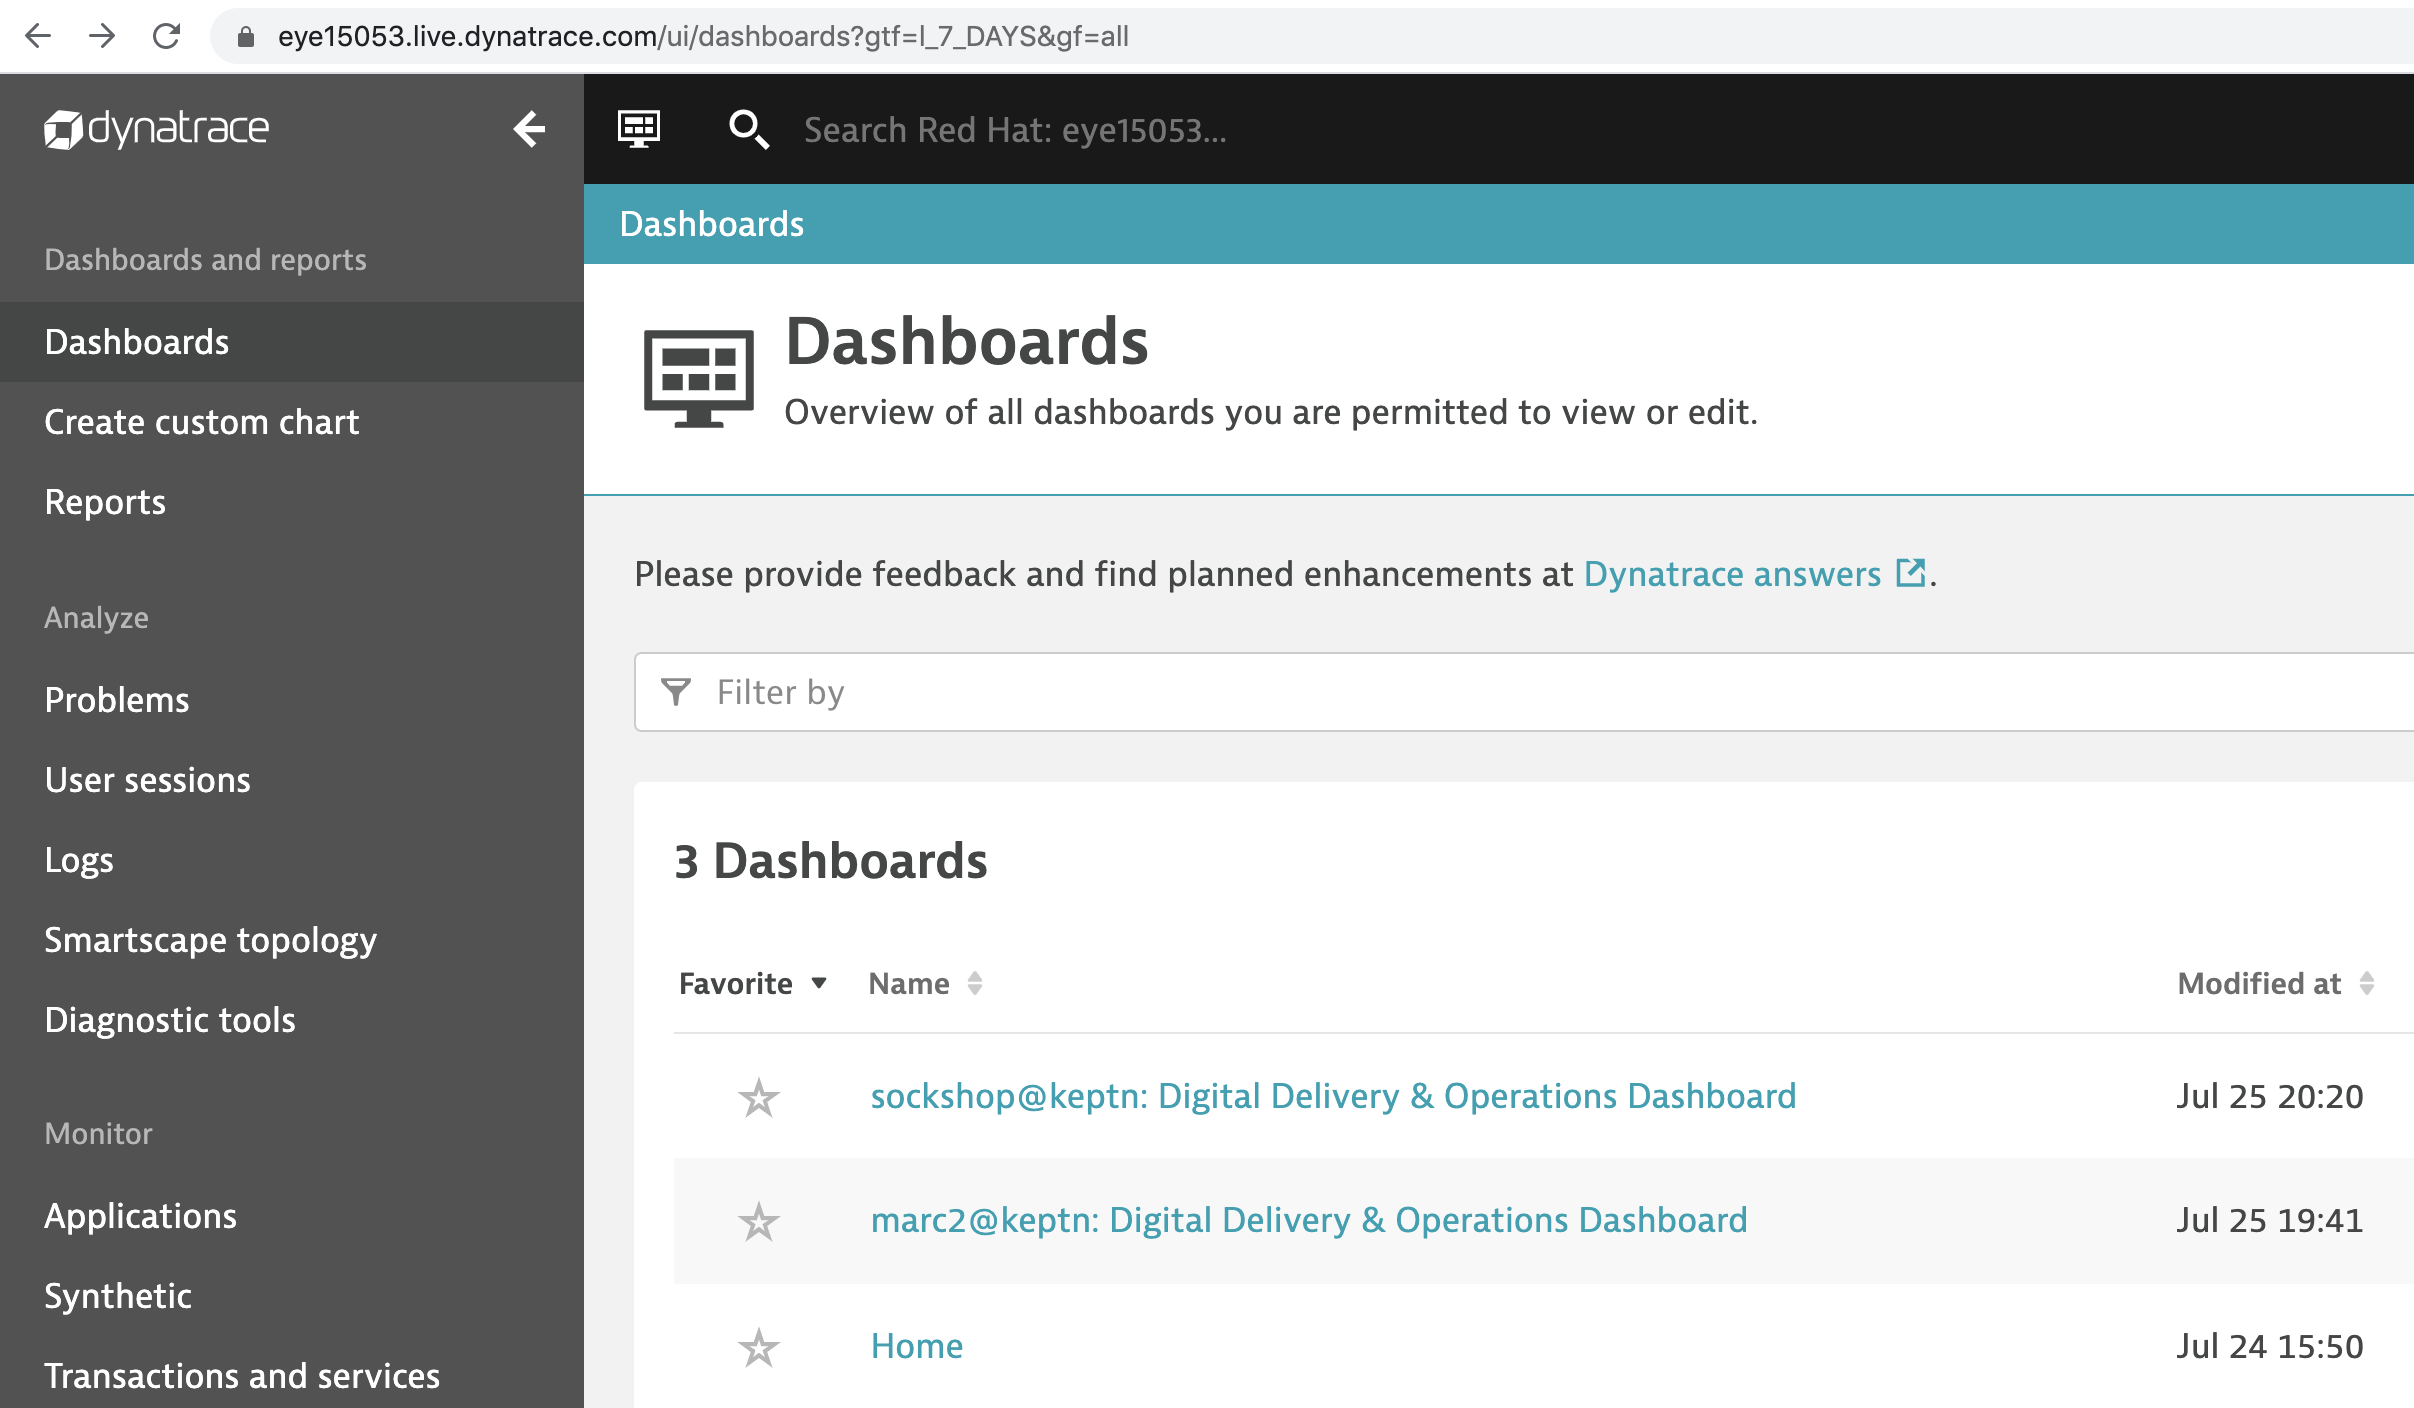 eye15053.live.dynatrace.com/ui/dashboards?gtf=l_7_DAYS&gf=all
dynatrace
Search Red Hat: eye15053...
Dashboards
Dashboards and reports
Dashboards
Create custom chart
Reports
Analyze
Problems
User sessions
Logs
Smartscape topology
Diagnostic tools
Monitor
Applications
Synthetic
Transactions and services
Dashboards
Overview of all dashboards you are permitted to view or edit.
Please provide feedback and find planned enhancements at Dynatrace answers.
Filter by
3 Dashboards
Favorite Name Modified at
sockshop@keptn: Digital Delivery & Operations Dashboard Jul 25 20:20
marc2@keptn: Digital Delivery & Operations Dashboard Jul 25 19:41
Home Jul 24 15:50